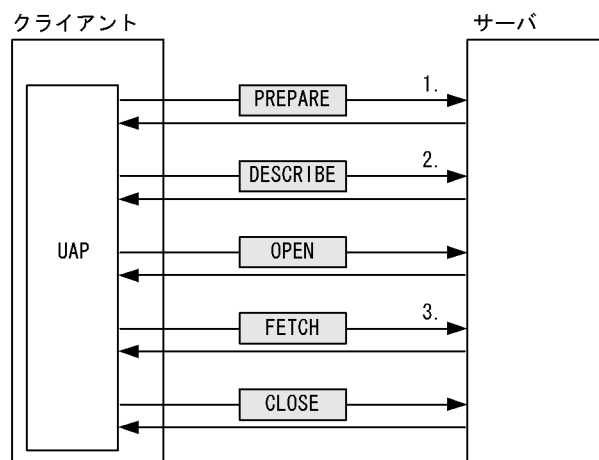 クライアント
サーバ
PREPARE
1.
DESCRIBE
2.
UAP
OPEN
FETCH
3.
CLOSE